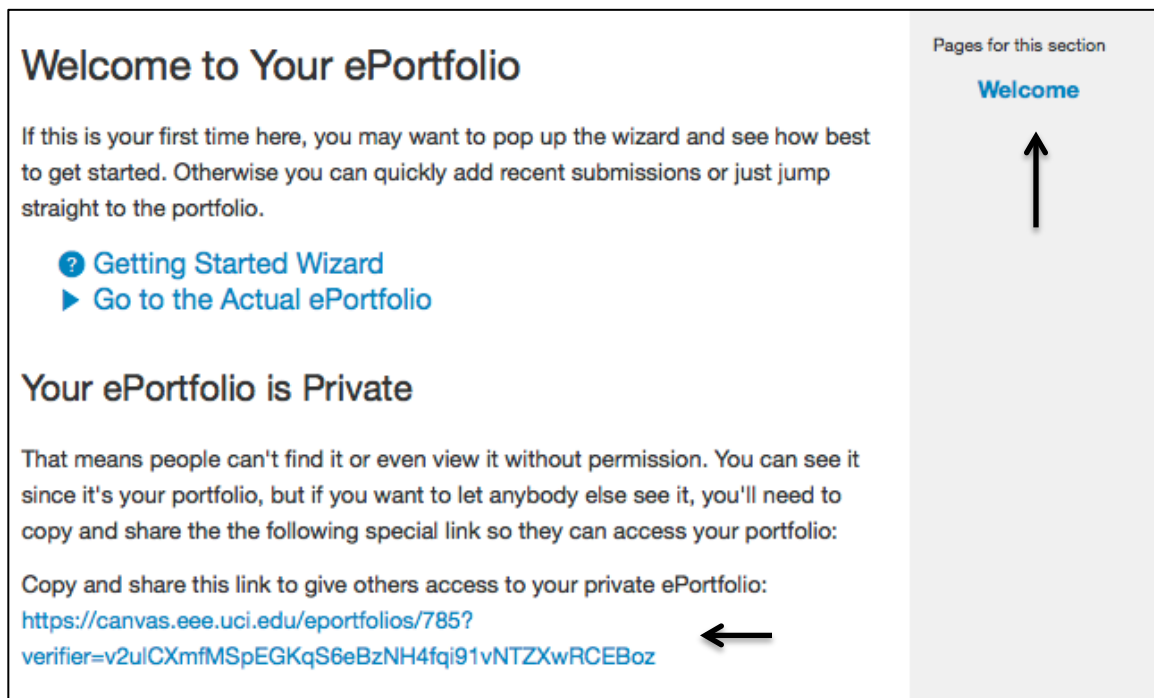 Welcome to Your ePortfolio
If this is your first time here, you may want to pop up the wizard and see how best
to get started. Otherwise you can quickly add recent submissions or just jump
straight to the portfolio.
? Getting Started Wizard
Go to the Actual ePortfolio
Your ePortfolio is Private
That means people can't find it or even view it without permission. You can see it
since it's your portfolio, but if you want to let anybody else see it, you'll need to
copy and share the the following special link so they can access your portfolio:
Copy and share this link to give others access to your private ePortfolio:
https://canvas.eee.uci.edu/eportfolios/785?
verifier=v2ulCXmfMSpEGKqS6eBzNH4fqi91vNTZXwRCEBoz
Pages for this section
Welcome